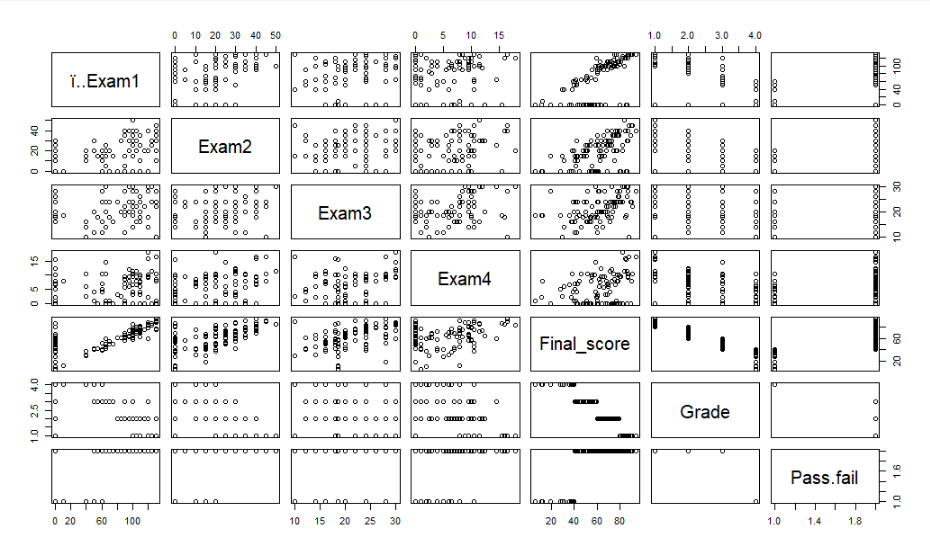 0 10 20 30 40 50 0 5 10 15 1.0 2.0 3.0 4.0
ï..Exam1
0 40 100
Exam2
0 20 40
Exam3
10 20 30
Exam4
0 5 15
Final_score
20 60
Grade
1.0 2.5 4.0
Pass.fail
1.0 1.6
0 20 60 100 10 15 20 25 30 20 40 60 80 1.0 1.4 1.8